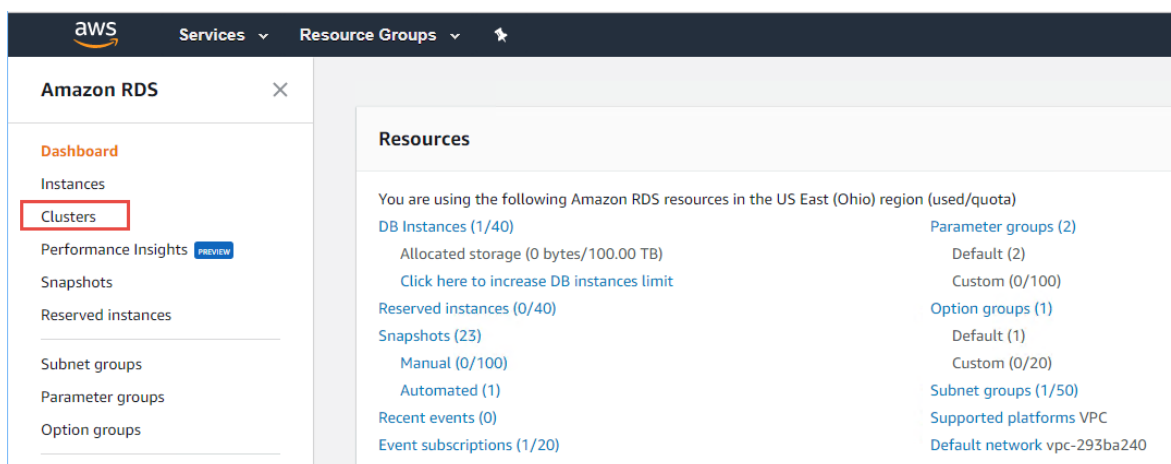 aws Services Resource Groups
Amazon RDS
Dashboard
Instances
Clusters
Performance Insights PREVIEW
Snapshots
Reserved instances
Subnet groups
Parameter groups
Option groups
Resources
You are using the following Amazon RDS resources in the US East (Ohio) region (used/quota)
DB Instances (1/40)
Allocated storage (0 bytes/100.00 TB)
Click here to increase DB instances limit
Reserved instances (0/40)
Snapshots (23)
Manual (0/100)
Automated (1)
Recent events (0)
Event subscriptions (1/20)
Parameter groups (2)
Default (2)
Custom (0/100)
Option groups (1)
Default (1)
Custom (0/20)
Subnet groups (1/50)
Supported platforms VPC
Default network vpc-293ba240